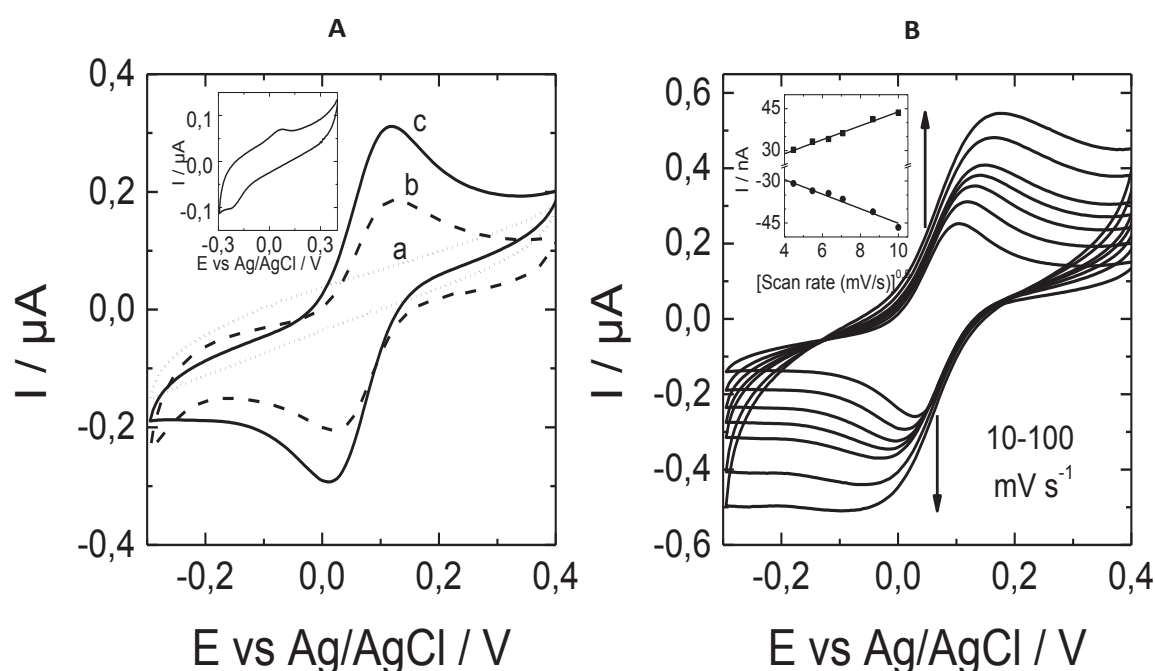 A
0,4
0,2
0,0
-0,2
-0,4
I / µA
-0,2 0,0 0,2 0,4
E vs Ag/AgCl / V
a
b
c
0,1
0,0
-0,1
I / µA
-0,3 0,0 0,3
E vs Ag/AgCl / V
B
0,6
0,4
0,2
0,0
-0,2
-0,4
-0,6
I / µA
-0,2 0,0 0,2 0,4
E vs Ag/AgCl / V
10-100
mV s⁻¹
45
30
-30
-45
I / nA
4 6 8 10
[Scan rate (mV/s)]